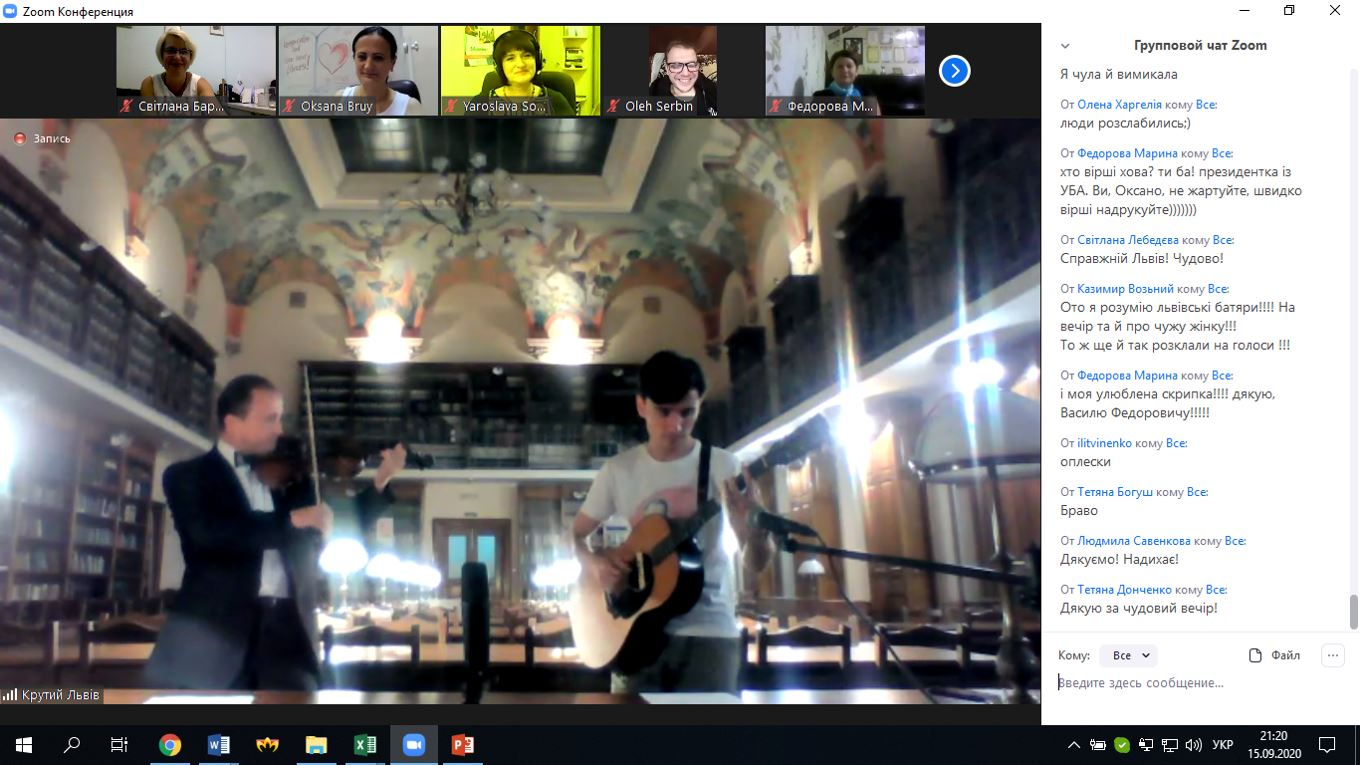 Zoom Конференция
Світлана Бар...
Oksana Bruy
Yaroslava So...
Oleh Serbin
Федорова М...
Запись
Крутий Львів
Групповой чат Zoom
Я чула й вимикала
От Олена Харгелія кому Все:
люди розслабились;)
От Федорова Марина кому Все:
хто вірші хова? ти ба! президентка із
УБА. Ви, Оксано, не жартуйте, швидко
вірші надрукуйте)))))))
От Світлана Лебедєва кому Все:
Справжній Львів! Чудово!
От Казимир Возьний кому Все:
Ото я розумію львівські батяри!!!! На
вечір та й про чужу жінку!!!
То ж ще й так розклали на голоси !!!
От Федорова Марина кому Все:
і моя улюблена скрипка!!!! дякую,
Василю Федоровичу!!!!!
От ilitvinenko кому Все:
оплески
От Тетяна Богуш кому Все:
Браво
От Людмила Савенкова кому Все:
Дякуємо! Надихає!
От Тетяна Донченко кому Все:
Дякую за чудовий вечір!
Кому: Все Файл
Введите здесь сообщение...
УКР
21:20
15.09.2020